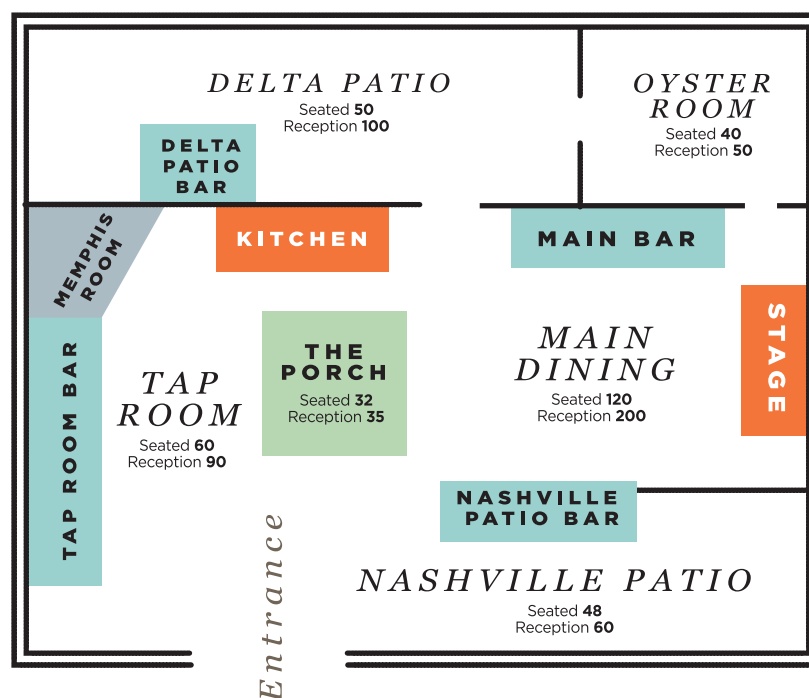 DELTA PATIO
Seated 50
Reception 100
OYSTER
ROOM
Seated 40
Reception 50
DELTA
PATIO
BAR
MEMPHIS
ROOM
KITCHEN
MAIN BAR
TAP ROOM BAR
TAP
ROOM
Seated 60
Reception 90
THE
PORCH
Seated 32
Reception 35
MAIN
DINING
Seated 120
Reception 200
STAGE
NASHVILLE
PATIO BAR
NASHVILLE PATIO
Seated 48
Reception 60
Entrance